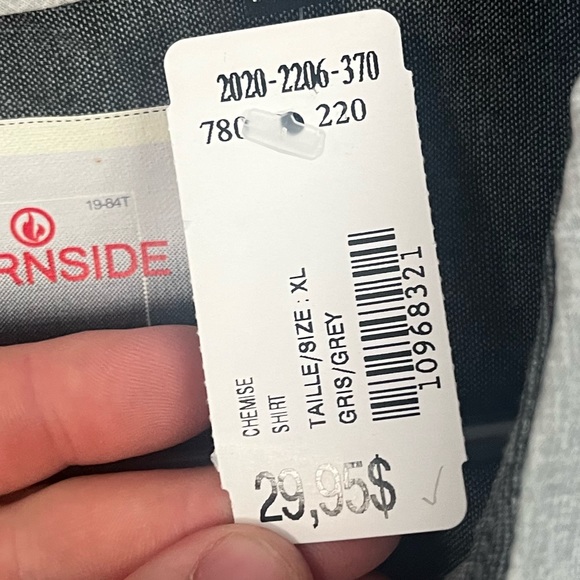 2020-2206-370
220
19-84T
RNSIDE
CHEMISE
SHIRT
TAILLE/SIZE : XL
GRIS/GREY
10968321
29,95$